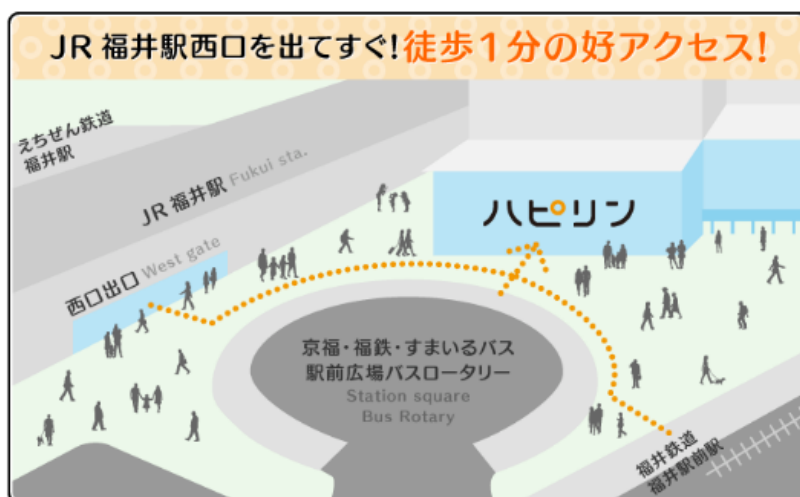 JR 福井駅西口を出てすぐ!徒歩1分の好アクセス!
えちぜん鉄道
福井駅
JR 福井駅 Fukui sta.
ハピリン
西口出口 West gate
京福・福鉄・すまいるバス
駅前広場バスロータリー
Station square
Bus Rotary
福井鉄道
福井駅前駅